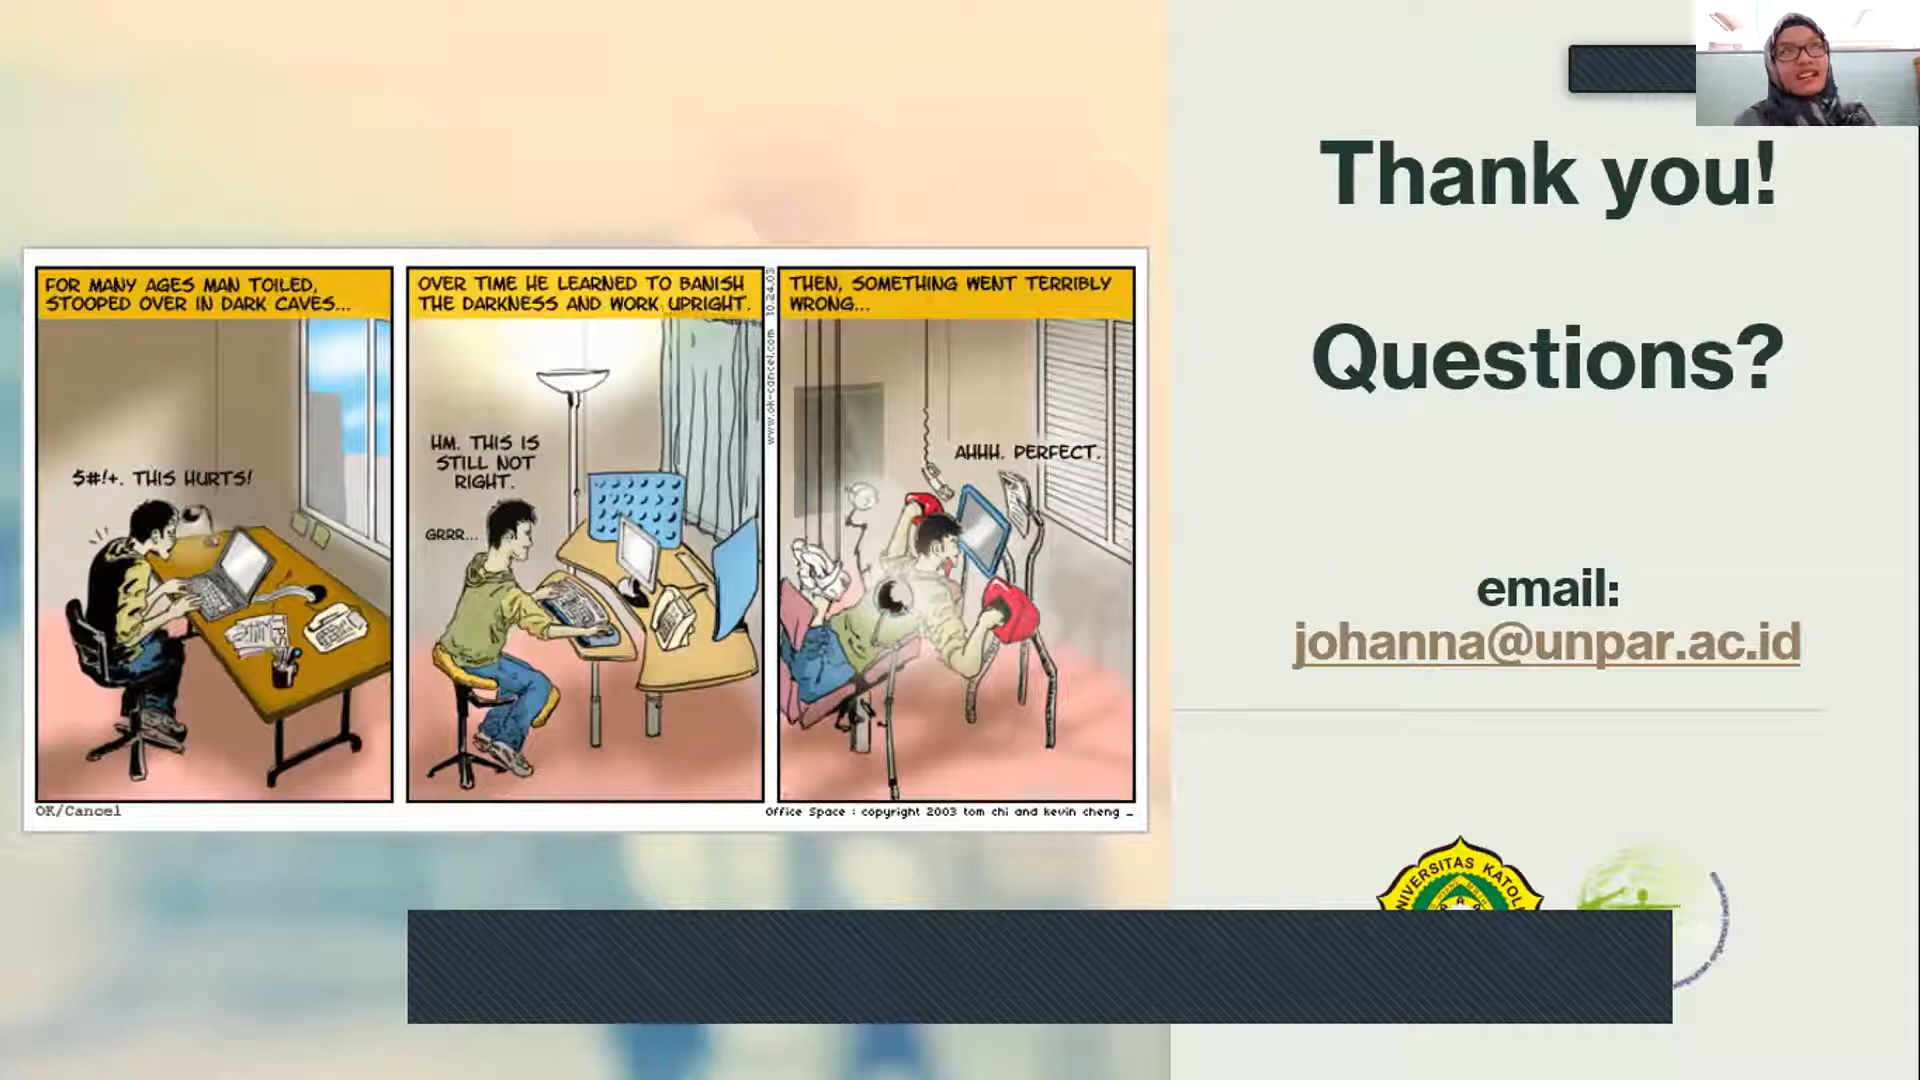 FOR MANY AGES MAN TOILED,
STOOPED OVER IN DARK CAVES...
$#!+. THIS HURTS!
OVER TIME HE LEARNED TO BANISH
THE DARKNESS AND WORK UPRIGHT.
HM. THIS IS
STILL NOT
RIGHT.
GRRR...
www.ok-cancel.com 10.24.03
THEN, SOMETHING WENT TERRIBLY
WRONG...
AHHH. PERFECT.
OK/Cancel
Office Space : copyright 2003 tom chi and kevin cheng
Thank you!
Questions?
email:
johanna@unpar.ac.id